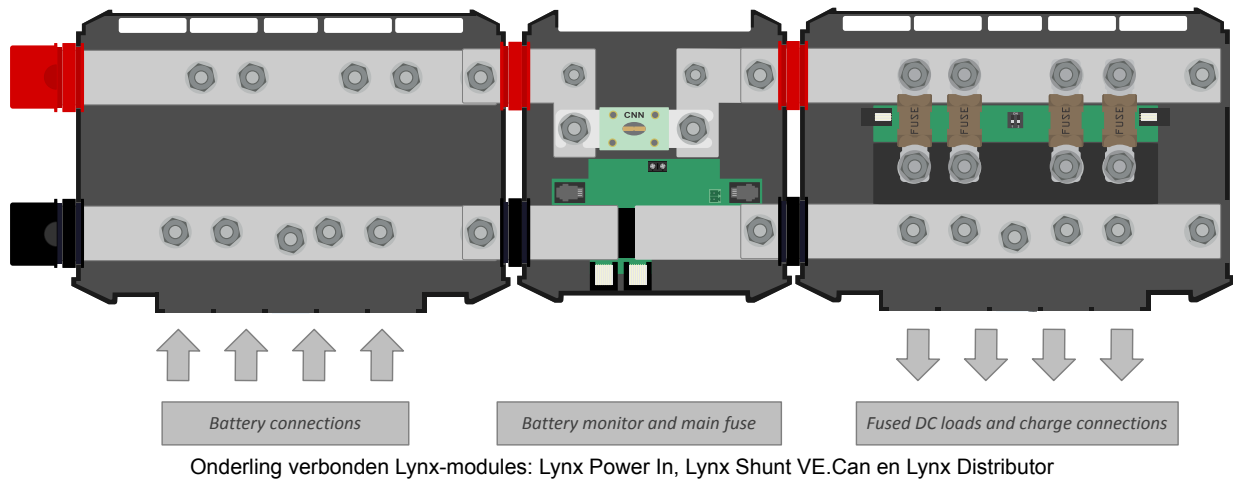 CNN
FUSE FUSE FUSE FUSE
Battery connections
Battery monitor and main fuse
Fused DC loads and charge connections
Onderling verbonden Lynx-modules: Lynx Power In, Lynx Shunt VE.Can en Lynx Distributor